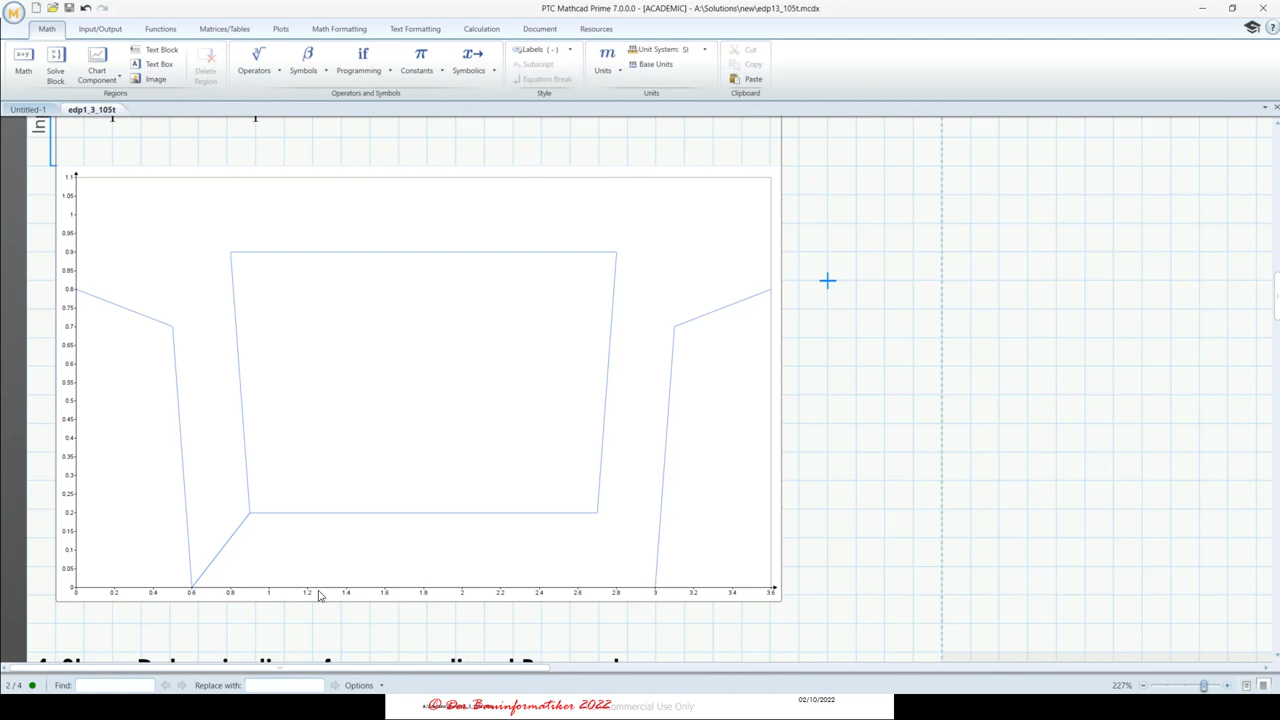 PTC Mathcad Prime 7.0.0.0 - [ACADEMIC] - A:\Solutions\new\edp13_105t.mcdx
Math Input/Output Functions Matrices/Tables Plots Math Formatting Text Formatting Calculation Document Resources
Math
Solve Block
Chart Component
Text Block
Text Box
Image
Delete Region
Operators
Symbols
Programming
Constants
Symbolics
Labels ( - )
Subscript
Equation Break
Units
Unit System: SI
Base Units
Cut
Copy
Paste
Regions Operators and Symbols Style Units Clipboard
Untitled-1 edp1_3_105t
In
1.1
1.05
1
0.95
0.9
0.85
0.8
0.75
0.7
0.65
0.6
0.55
0.5
0.45
0.4
0.35
0.3
0.25
0.2
0.15
0.1
0.05
0
0 0.2 0.4 0.6 0.8 1 1.2 1.4 1.6 1.8 2 2.2 2.4 2.6 2.8 3 3.2 3.4 3.6
2 / 4 Find: Replace with: Options 227%
© Der Bauinformatiker 2022
Commercial Use Only
02/10/2022